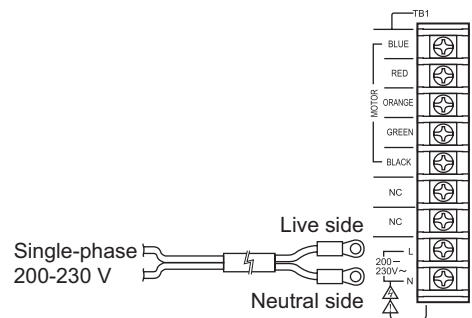 TB1
BLUE
RED
MOTOR
ORANGE
GREEN
BLACK
NC
NC
Live side
L
Single-phase
200-230 V
200–
230V~
N
Neutral side